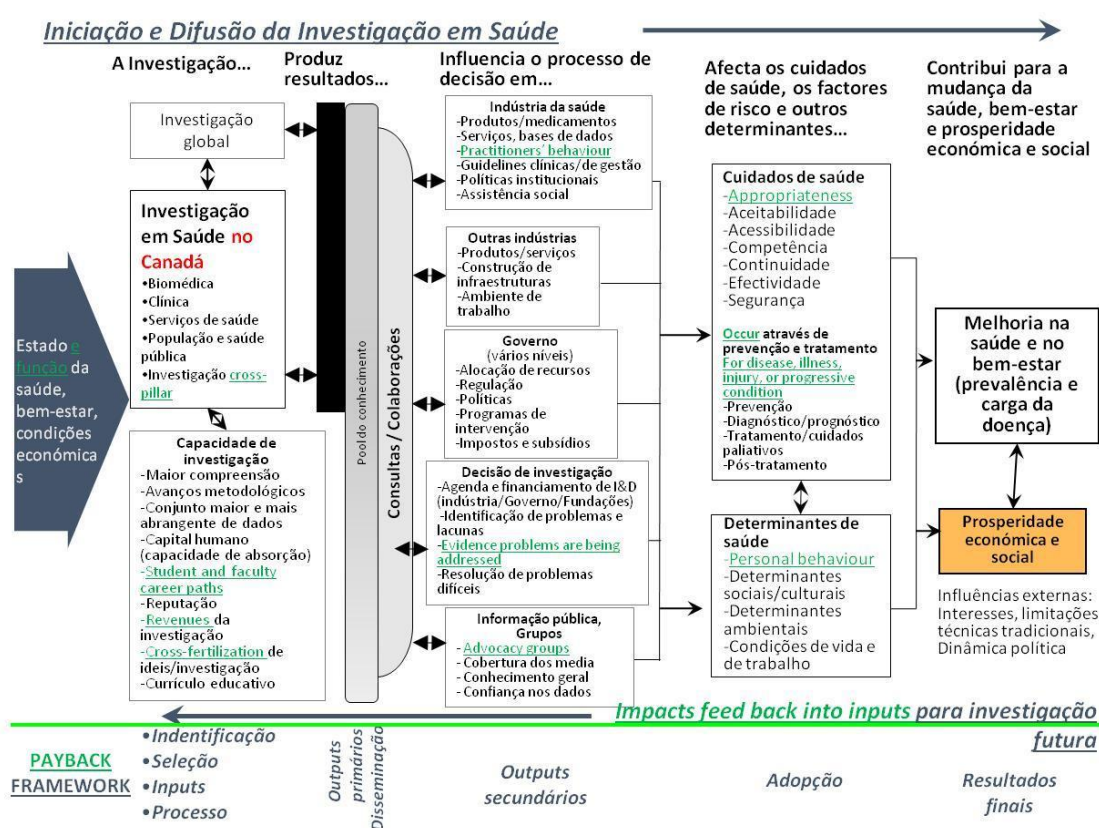 Iniciação e Difusão da Investigação em Saúde
A Investigação...
Produz
resultados...
Influencia o processo de
decisão em...
Afecta os cuidados
de saúde, os factores
de risco e outros
determinantes...
Contribui para a
mudança da
saúde, bem-estar
e prosperidade
económica e social
Estado e
função da
saúde,
bem-estar,
condições
económica
s
Investigação
global
Investigação
em Saúde no
Canadá
•Biomédica
•Clínica
•Serviços de saúde
•População e saúde
pública
•Investigação cross-
pillar
Capacidade de
investigação
-Maior compreensão
-Avanços metodológicos
-Conjunto maior e mais
abrangente de dados
-Capital humano
(capacidade de absorção)
-Student and faculty
career paths
-Reputação
-Revenues da
investigação
-Cross-fertilization de
ideis/investigação
-Currículo educativo
Pool do conhecimento
Consultas / Colaborações
Indústria da saúde
-Produtos/medicamentos
-Serviços, bases de dados
-Practitioners´ behaviour
-Guidelines clínicas/de gestão
-Políticas institucionais
-Assistência social
Outras indústrias
-Produtos/serviços
-Construção de
infraestruturas
-Ambiente de
trabalho
Governo
(vários níveis)
-Alocação de recursos
-Regulação
-Políticas
-Programas de
intervenção
-Impostos e subsídios
Decisão de investigação
-Agenda e financiamento de I&D
(indústria/Governo/Fundações)
-Identificação de problemas e
lacunas
-Evidence problems are being
addressed
-Resolução de problemas
difíceis
Informação pública,
Grupos
-Advocacy groups
- Cobertura dos media
- Conhecimento geral
- Confiança nos dados
Cuidados de saúde
-Appropriateness
-Aceitabilidade
-Acessibilidade
-Competência
-Continuidade
-Efectividade
-Segurança
Occur através de
prevenção e tratamento
For disease, illness,
injury, or progressive
condition
-Prevenção
-Diagnóstico/prognóstico
-Tratamento/cuidados
paliativos
-Pós-tratamento
Determinantes de
saúde
-Personal behaviour
-Determinantes
sociais/culturais
-Determinantes
ambientais
-Condições de vida e
de trabalho
Melhoria na
saúde e no
bem-estar
(prevalência e
carga da
doença)
Prosperidade
económica e
social
Influências externas:
Interesses, limitações
técnicas tradicionais,
Dinâmica política
Impacts feed back into inputs para investigação
futura
PAYBACK
FRAMEWORK
•Indentificação
•Seleção
•Inputs
•Processo
Outputs
primários
Disseminação
Outputs
secundários
Adopção
Resultados
finais